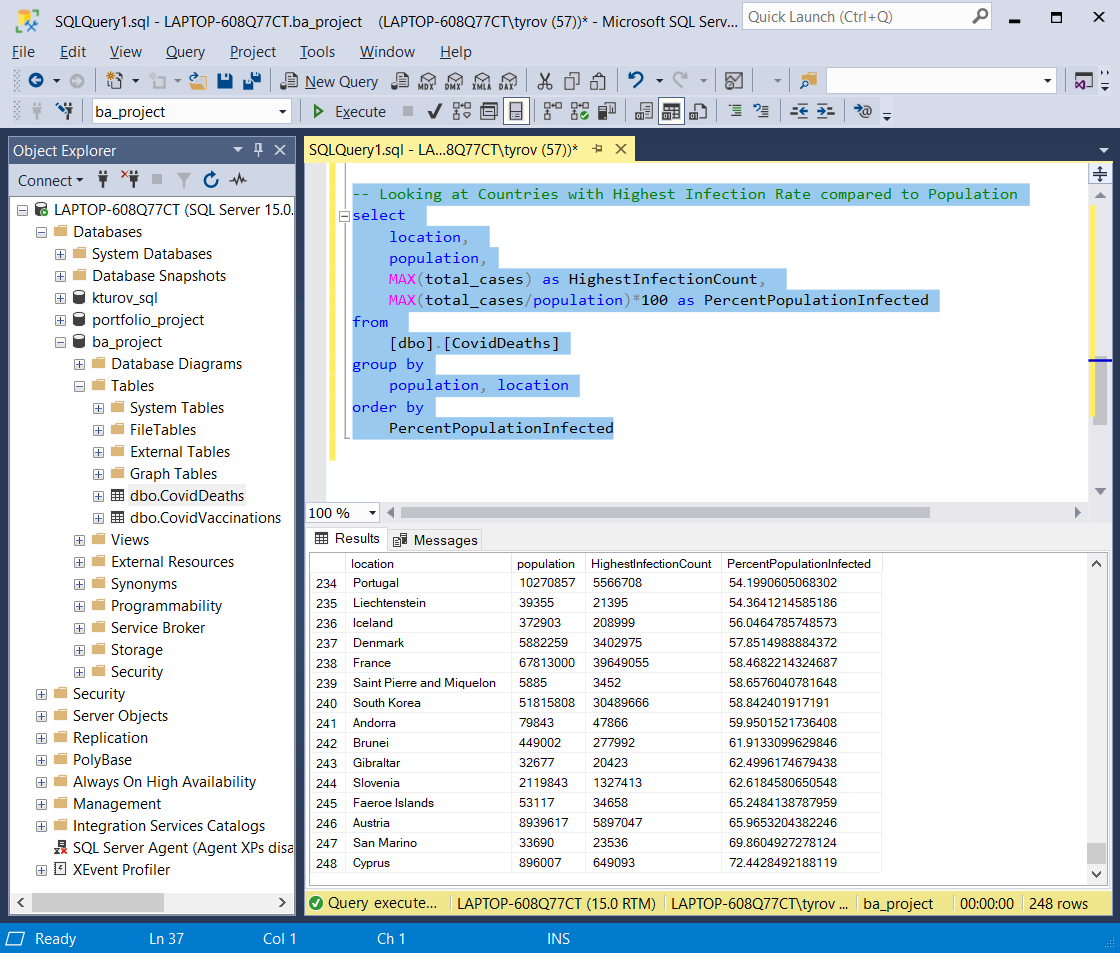 SQLQuery1.sql - LAPTOP-608Q77CT.ba_project (LAPTOP-608Q77CT\tyrov (57))* - Microsoft SQL Serv...
Quick Launch (Ctrl+Q)
File Edit View Query Project Tools Window Help
New Query MDX DMX XMLA DAX
ba_project Execute
Object Explorer
Connect
LAPTOP-608Q77CT (SQL Server 15.0.
Databases
System Databases
Database Snapshots
kturov_sql
portfolio_project
ba_project
Database Diagrams
Tables
System Tables
FileTables
External Tables
Graph Tables
dbo.CovidDeaths
dbo.CovidVaccinations
Views
External Resources
Synonyms
Programmability
Service Broker
Storage
Security
Security
Server Objects
Replication
PolyBase
Always On High Availability
Management
Integration Services Catalogs
SQL Server Agent (Agent XPs disa
XEvent Profiler
SQLQuery1.sql - LA...8Q77CT\tyrov (57))*
-- Looking at Countries with Highest Infection Rate compared to Population
select
location,
population,
MAX(total_cases) as HighestInfectionCount,
MAX(total_cases/population)*100 as PercentPopulationInfected
from
[dbo].[CovidDeaths]
group by
population, location
order by
PercentPopulationInfected
100 %
Results Messages
location population HighestInfectionCount PercentPopulationInfected
234 Portugal 10270857 5566708 54.1990605068302
235 Liechtenstein 39355 21395 54.3641214585186
236 Iceland 372903 208999 56.0464785748573
237 Denmark 5882259 3402975 57.8514988884372
238 France 67813000 39649055 58.4682214324687
239 Saint Pierre and Miquelon 5885 3452 58.6576040781648
240 South Korea 51815808 30489666 58.842401917191
241 Andorra 79843 47866 59.9501521736408
242 Brunei 449002 277992 61.9133099629846
243 Gibraltar 32677 20423 62.4996174679438
244 Slovenia 2119843 1327413 62.6184580650548
245 Faeroe Islands 53117 34658 65.2484138787959
246 Austria 8939617 5897047 65.9653204382246
247 San Marino 33690 23536 69.8604927278124
248 Cyprus 896007 649093 72.4428492188119
Query execute... LAPTOP-608Q77CT (15.0 RTM) LAPTOP-608Q77CT\tyrov ... ba_project 00:00:00 248 rows
Ready Ln 37 Col 1 Ch 1 INS